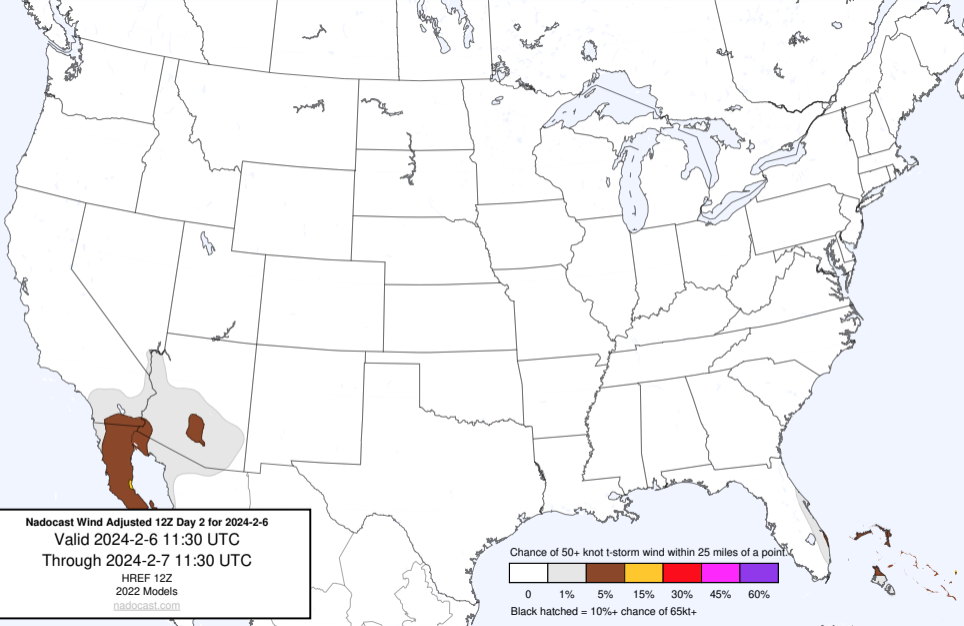 Nadocast Wind Adjusted 12Z Day 2 for 2024-2-6
Valid 2024-2-6 11:30 UTC
Through 2024-2-7 11:30 UTC
HREF 12Z
2022 Models
nadocast.com
Chance of 50+ knot t-storm wind within 25 miles of a point.
0 1% 5% 15% 30% 45% 60%
Black hatched = 10%+ chance of 65kt+